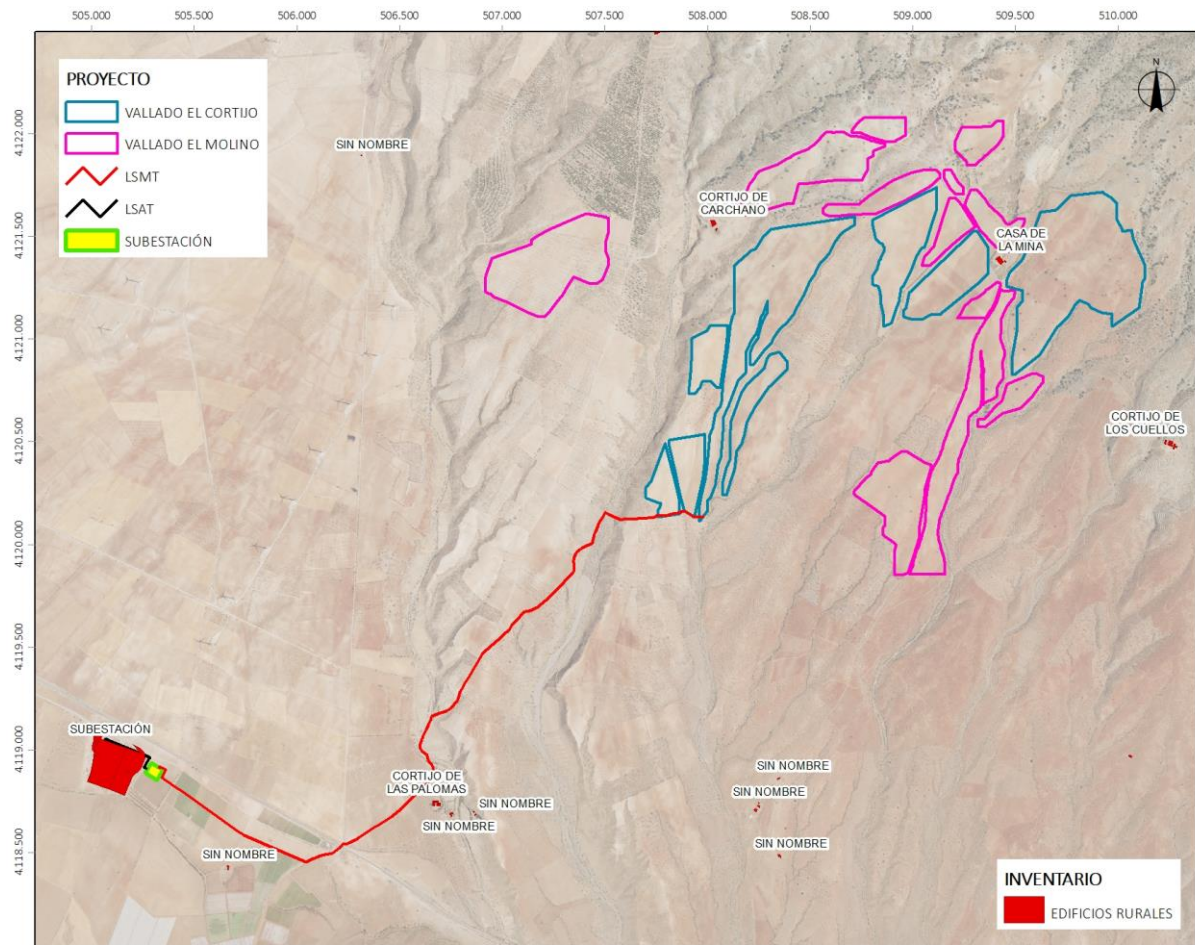 505.000
505.500
506.000
506.500
507.000
507.500
508.000
508.500
509.000
509.500
510.000
PROYECTO
VALLADO EL CORTIJO
VALLADO EL MOLINO
LSMT
LSAT
SUBESTACIÓN
N
4.122.000
4.121.500
4.121.000
4.120.500
4.120.000
4.119.500
4.119.000
4.118.500
SIN NOMBRE
CORTIJO DE
CARCHANO
CASA DE
LA MIÑA
CORTIJO DE
LOS CUELLOS
SUBESTACIÓN
CORTIJO DE
LAS PALOMAS
SIN NOMBRE
SIN NOMBRE
SIN NOMBRE
SIN NOMBRE
SIN NOMBRE
SIN NOMBRE
INVENTARIO
EDIFICIOS RURALES